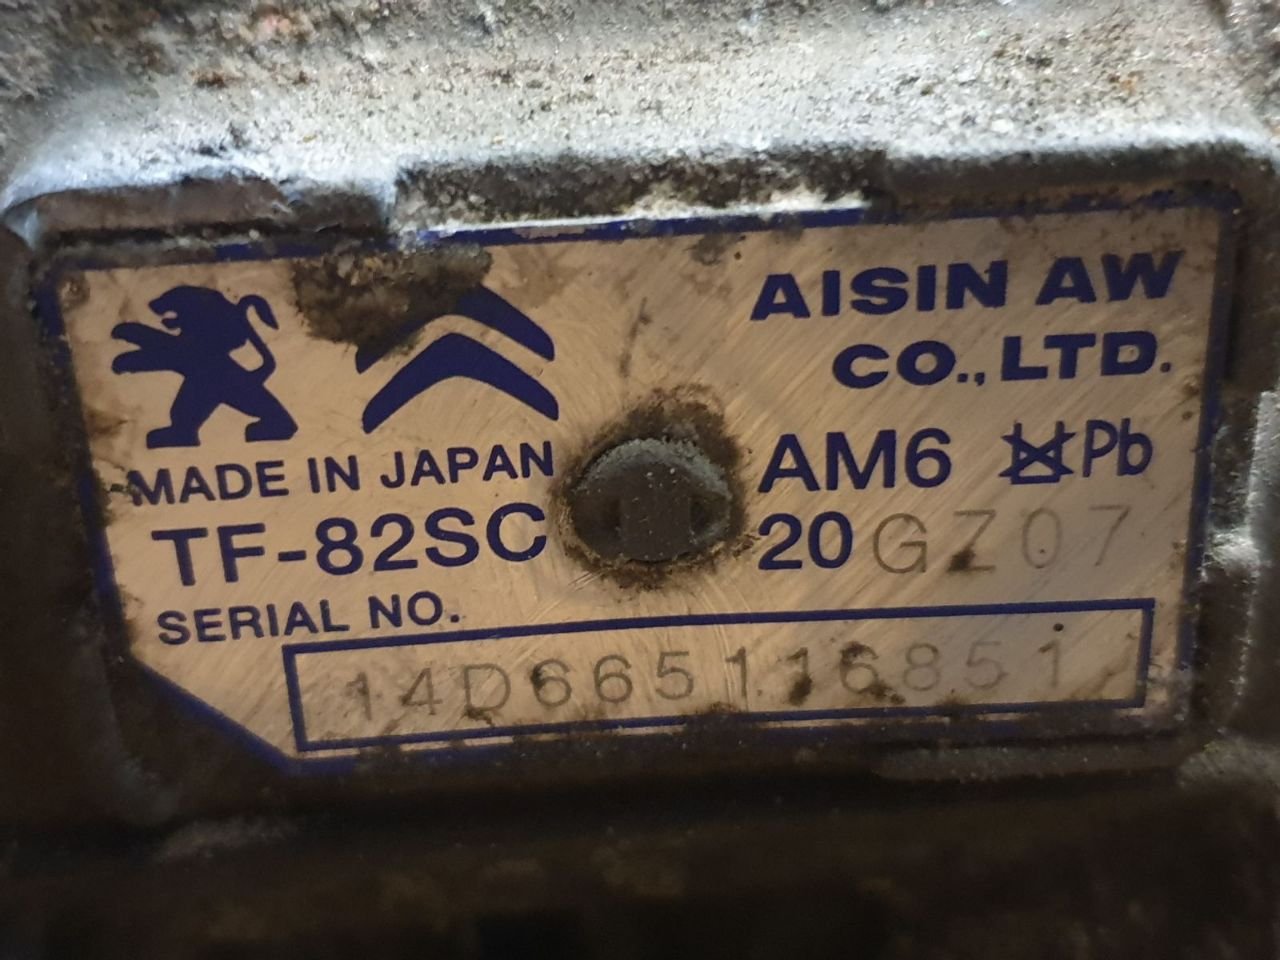 AISIN AW
CO., LTD.
MADE IN JAPAN
AM6 Pb
TF-82SC
20 GZ07
SERIAL NO.
14D665116851